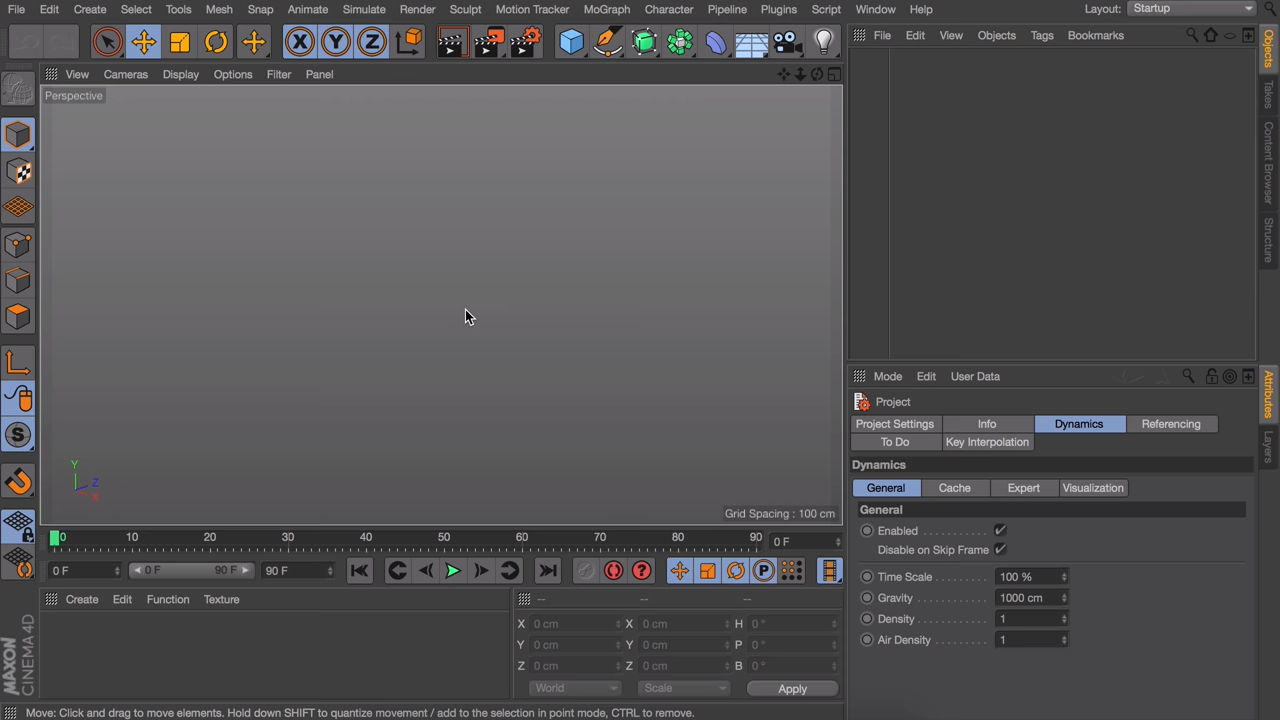 File Edit Create Select Tools Mesh Snap Animate Simulate Render Sculpt Motion Tracker MoGraph Character Pipeline Plugins Script Window Help Layout: Startup
X Y Z
File Edit View Objects Tags Bookmarks
View Cameras Display Options Filter Panel
Perspective
Objects
Takes
Content Browser
Structure
Y
Z
X
Grid Spacing : 100 cm
0 10 20 30 40 50 60 70 80 90 0 F
0 F 0 F 90 F 90 F
P
Create Edit Function Texture
-- -- --
X 0 cm X 0 cm H 0 °
Y 0 cm Y 0 cm P 0 °
Z 0 cm Z 0 cm B 0 °
World Scale Apply
Mode Edit User Data
Attributes
Layers
Project
Project Settings Info Dynamics Referencing
To Do Key Interpolation
Dynamics
General Cache Expert Visualization
General
Enabled
Disable on Skip Frame
Time Scale 100 %
Gravity 1000 cm
Density 1
Air Density 1
MAXON
CINEMA 4D
Move: Click and drag to move elements. Hold down SHIFT to quantize movement / add to the selection in point mode, CTRL to remove.